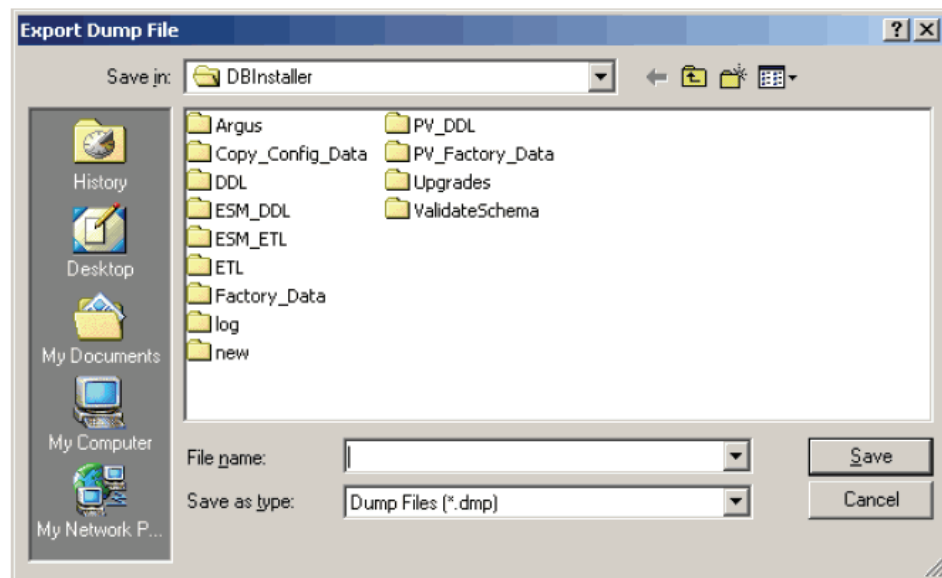 Export Dump File
Save in: DBInstaller
History
Desktop
My Documents
My Computer
My Network P...
Argus
Copy_Config_Data
DDL
ESM_DDL
ESM_ETL
ETL
Factory_Data
log
new
PV_DDL
PV_Factory_Data
Upgrades
ValidateSchema
File name:
Save
Save as type: Dump Files (*.dmp)
Cancel